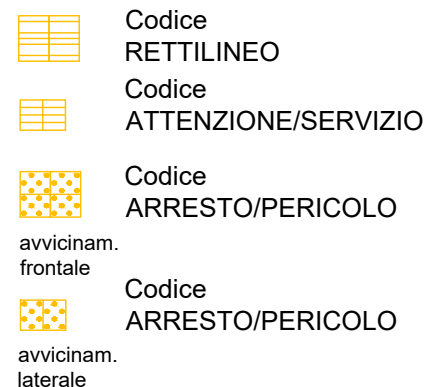 Codice
RETTILINEO
Codice
ATTENZIONE/SERVIZIO
Codice
ARRESTO/PERICOLO
avvicinam.
frontale
Codice
ARRESTO/PERICOLO
avvicinam.
laterale